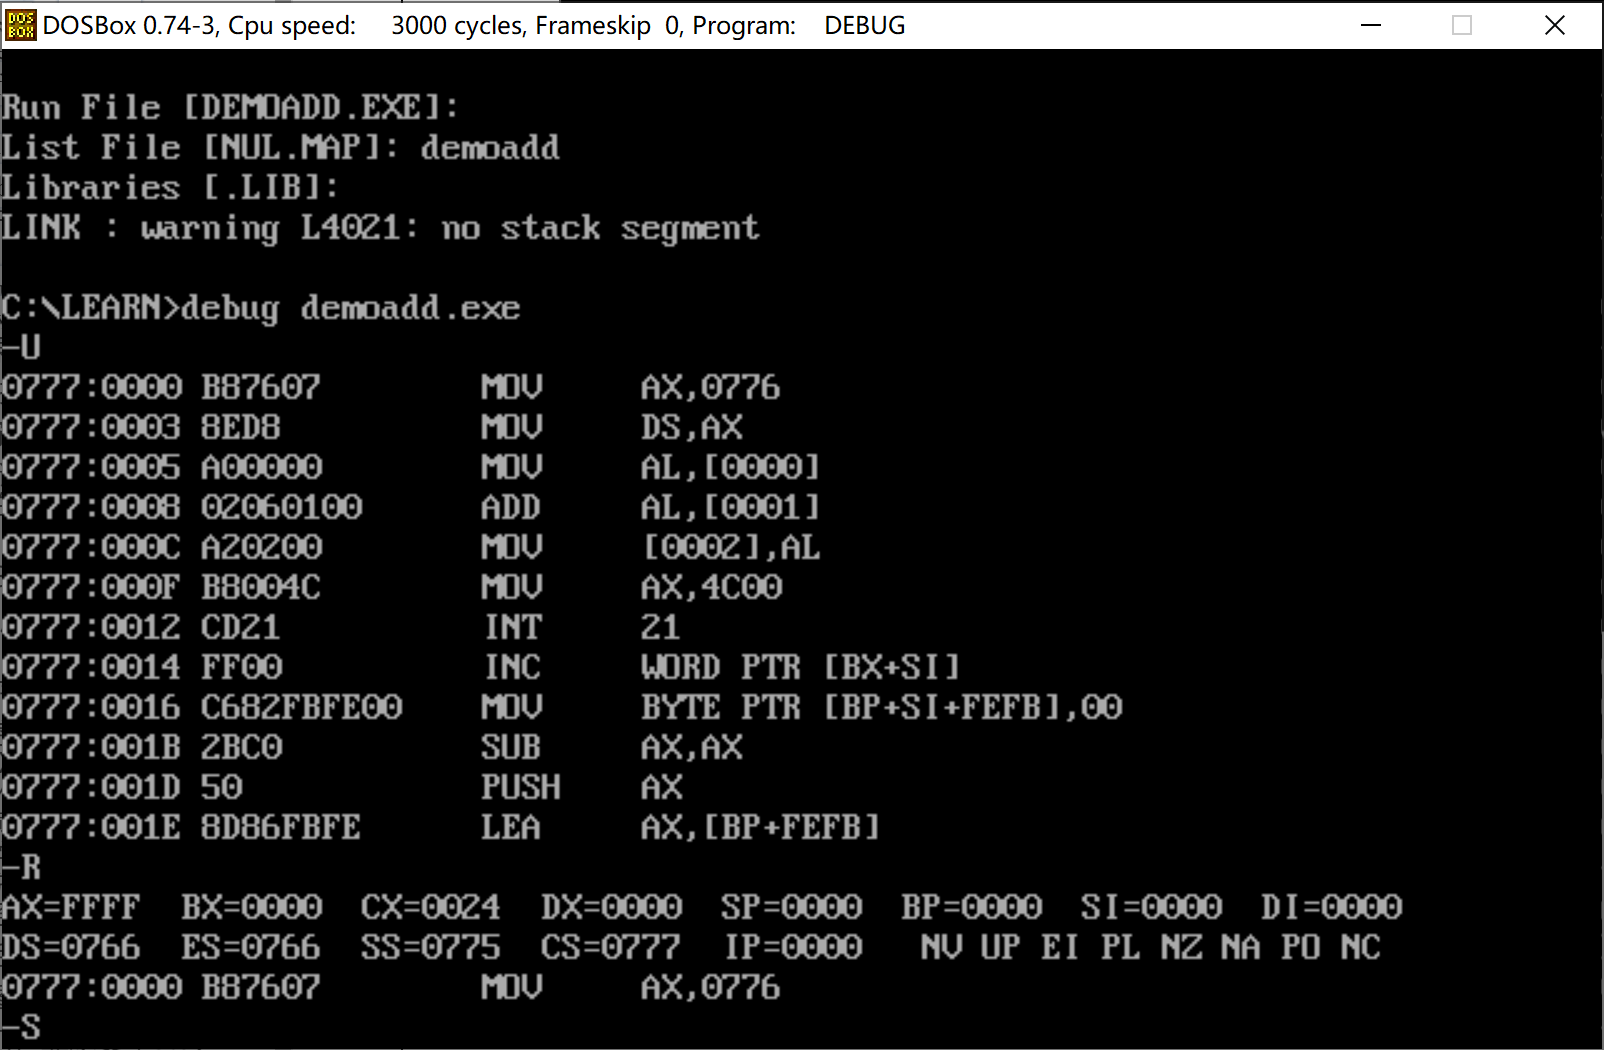 DOSBox 0.74-3, Cpu speed:    3000 cycles, Frameskip  0, Program:    DEBUG
Run File [DEMOADD.EXE]:
List File [NUL.MAP]: demoadd
Libraries [.LIB]:
LINK : warning L4021: no stack segment
C:\LEARN>debug demoadd.exe
-U
0777:0000 B87607        MOV     AX,0776
0777:0003 8ED8          MOV     DS,AX
0777:0005 A00000        MOV     AL,[0000]
0777:0008 02060100      ADD     AL,[0001]
0777:000C A20200        MOV     [0002],AL
0777:000F B8004C        MOV     AX,4C00
0777:0012 CD21          INT     21
0777:0014 FF00          INC     WORD PTR [BX+SI]
0777:0016 C682FBFE00    MOV     BYTE PTR [BP+SI+FEFB],00
0777:001B 2BC0          SUB     AX,AX
0777:001D 50            PUSH    AX
0777:001E 8D86FBFE      LEA     AX,[BP+FEFB]
-R
AX=FFFF  BX=0000  CX=0024  DX=0000  SP=0000  BP=0000  SI=0000  DI=0000
DS=0766  ES=0766  SS=0775  CS=0777  IP=0000   NV UP EI PL NZ NA PO NC
0777:0000 B87607        MOV     AX,0776
-S